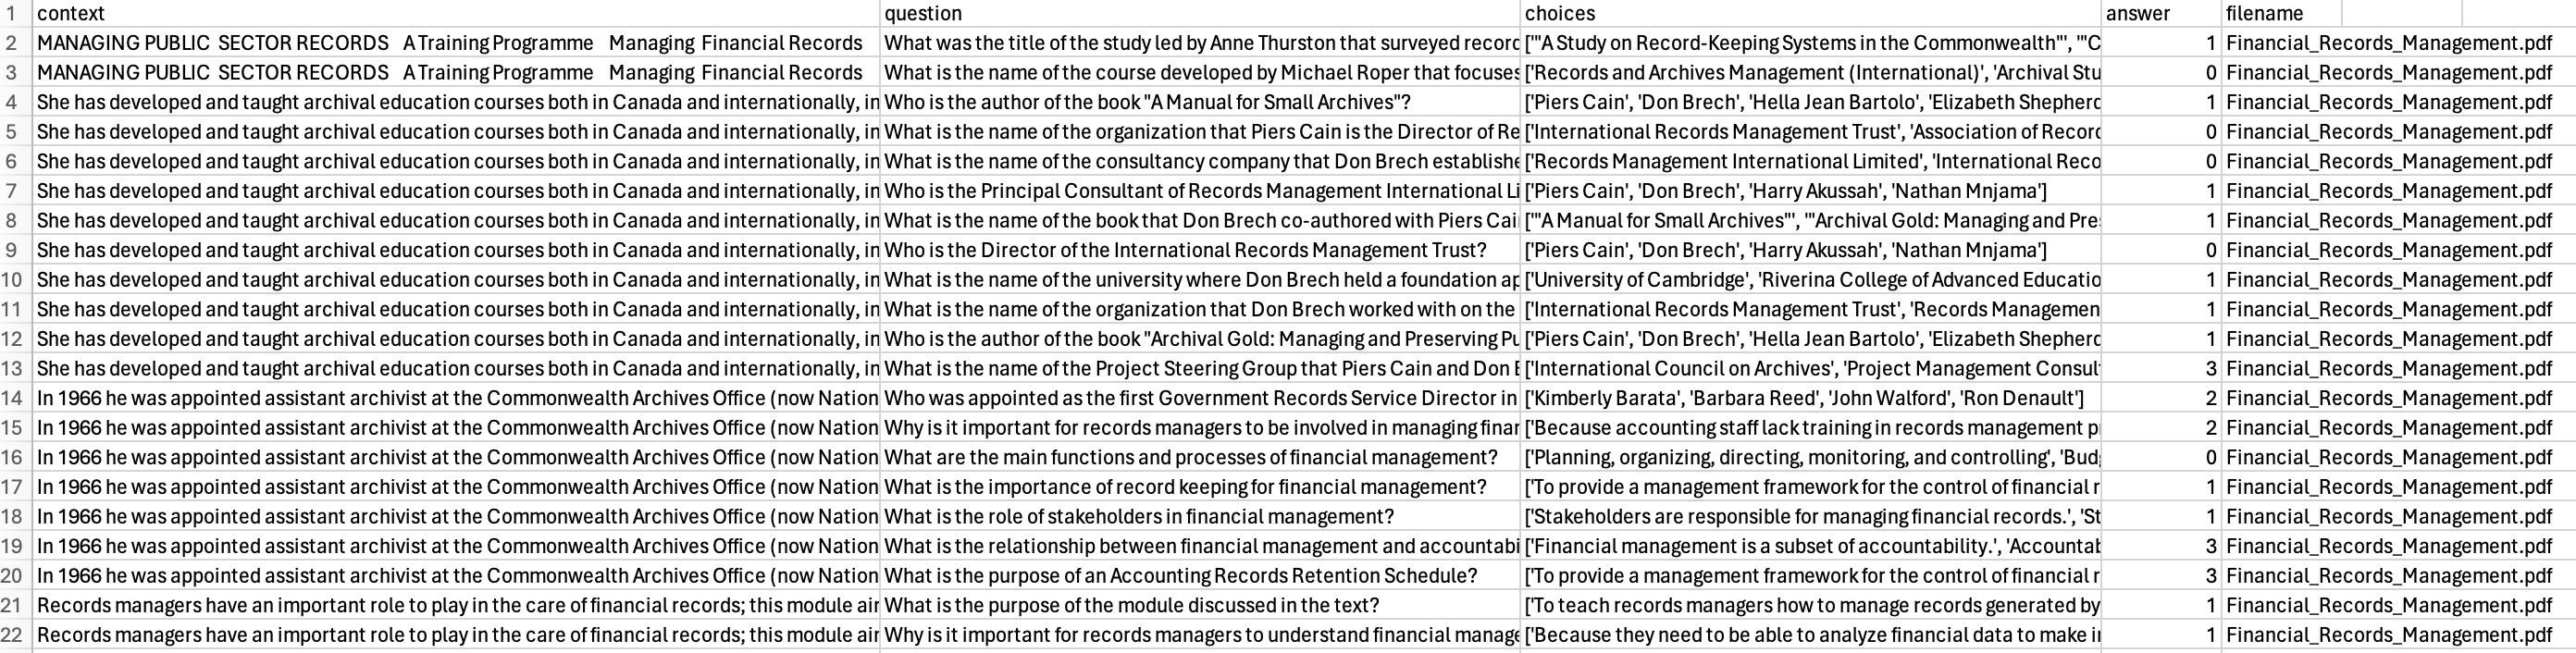 1 context question choices answer filename
2 MANAGING PUBLIC SECTOR RECORDS A Training Programme Managing Financial Records What was the title of the study led by Anne Thurston that surveyed record ['"A Study on Record-Keeping Systems in the Commonwealth"', '"C 1 Financial_Records_Management.pdf
3 MANAGING PUBLIC SECTOR RECORDS A Training Programme Managing Financial Records What is the name of the course developed by Michael Roper that focuses ['Records and Archives Management (International)', 'Archival Stu 0 Financial_Records_Management.pdf
4 She has developed and taught archival education courses both in Canada and internationally, in Who is the author of the book "A Manual for Small Archives"? ['Piers Cain', 'Don Brech', 'Hella Jean Bartolo', 'Elizabeth Shepherd 1 Financial_Records_Management.pdf
5 She has developed and taught archival education courses both in Canada and internationally, in What is the name of the organization that Piers Cain is the Director of Re ['International Records Management Trust', 'Association of Record 0 Financial_Records_Management.pdf
6 She has developed and taught archival education courses both in Canada and internationally, in What is the name of the consultancy company that Don Brech establishe ['Records Management International Limited', 'International Reco 0 Financial_Records_Management.pdf
7 She has developed and taught archival education courses both in Canada and internationally, in Who is the Principal Consultant of Records Management International Li ['Piers Cain', 'Don Brech', 'Harry Akussah', 'Nathan Mnjama'] 1 Financial_Records_Management.pdf
8 She has developed and taught archival education courses both in Canada and internationally, in What is the name of the book that Don Brech co-authored with Piers Cai ['"A Manual for Small Archives"', '"Archival Gold: Managing and Pres 1 Financial_Records_Management.pdf
9 She has developed and taught archival education courses both in Canada and internationally, in Who is the Director of the International Records Management Trust? ['Piers Cain', 'Don Brech', 'Harry Akussah', 'Nathan Mnjama'] 0 Financial_Records_Management.pdf
10 She has developed and taught archival education courses both in Canada and internationally, in What is the name of the university where Don Brech held a foundation ap ['University of Cambridge', 'Riverina College of Advanced Educatio 1 Financial_Records_Management.pdf
11 She has developed and taught archival education courses both in Canada and internationally, in What is the name of the organization that Don Brech worked with on the ['International Records Management Trust', 'Records Managemen 1 Financial_Records_Management.pdf
12 She has developed and taught archival education courses both in Canada and internationally, in Who is the author of the book "Archival Gold: Managing and Preserving Pu ['Piers Cain', 'Don Brech', 'Hella Jean Bartolo', 'Elizabeth Shepherd 1 Financial_Records_Management.pdf
13 She has developed and taught archival education courses both in Canada and internationally, in What is the name of the Project Steering Group that Piers Cain and Don B ['International Council on Archives', 'Project Management Consul 3 Financial_Records_Management.pdf
14 In 1966 he was appointed assistant archivist at the Commonwealth Archives Office (now Nation Who was appointed as the first Government Records Service Director in ['Kimberly Barata', 'Barbara Reed', 'John Walford', 'Ron Denault'] 2 Financial_Records_Management.pdf
15 In 1966 he was appointed assistant archivist at the Commonwealth Archives Office (now Nation Why is it important for records managers to be involved in managing finan ['Because accounting staff lack training in records management p 2 Financial_Records_Management.pdf
16 In 1966 he was appointed assistant archivist at the Commonwealth Archives Office (now Nation What are the main functions and processes of financial management? ['Planning, organizing, directing, monitoring, and controlling', 'Bud 0 Financial_Records_Management.pdf
17 In 1966 he was appointed assistant archivist at the Commonwealth Archives Office (now Nation What is the importance of record keeping for financial management? ['To provide a management framework for the control of financial r 1 Financial_Records_Management.pdf
18 In 1966 he was appointed assistant archivist at the Commonwealth Archives Office (now Nation What is the role of stakeholders in financial management? ['Stakeholders are responsible for managing financial records.', 'St 1 Financial_Records_Management.pdf
19 In 1966 he was appointed assistant archivist at the Commonwealth Archives Office (now Nation What is the relationship between financial management and accountabi ['Financial management is a subset of accountability.', 'Accountab 3 Financial_Records_Management.pdf
20 In 1966 he was appointed assistant archivist at the Commonwealth Archives Office (now Nation What is the purpose of an Accounting Records Retention Schedule? ['To provide a management framework for the control of financial r 3 Financial_Records_Management.pdf
21 Records managers have an important role to play in the care of financial records; this module air What is the purpose of the module discussed in the text? ['To teach records managers how to manage records generated by 1 Financial_Records_Management.pdf
22 Records managers have an important role to play in the care of financial records; this module air Why is it important for records managers to understand financial manage ['Because they need to be able to analyze financial data to make i 1 Financial_Records_Management.pdf